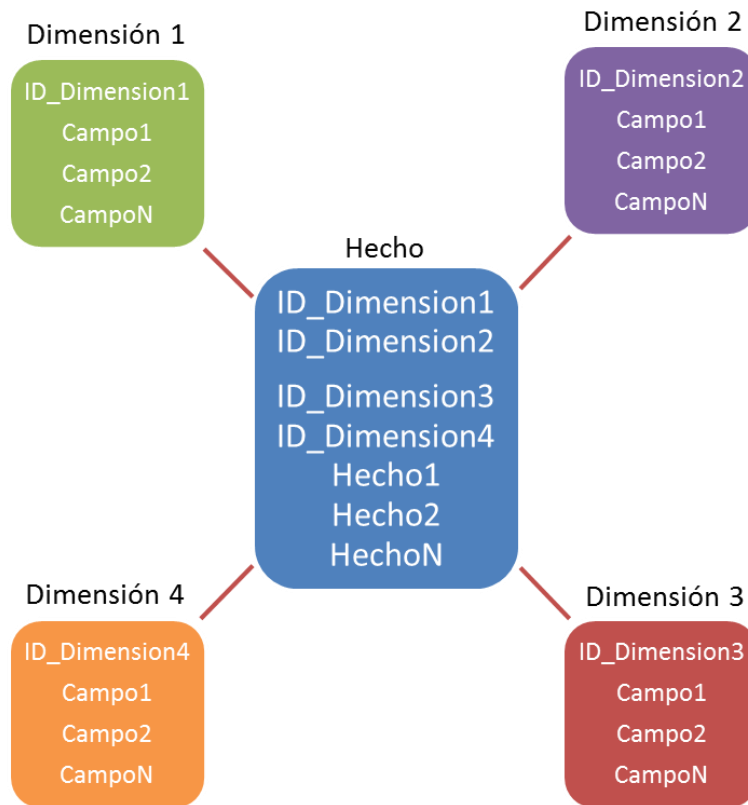 Dimensión 1
ID_Dimension1
Campo1
Campo2
CampoN
Dimensión 2
ID_Dimension2
Campo1
Campo2
CampoN
Hecho
ID_Dimension1
ID_Dimension2
ID_Dimension3
ID_Dimension4
Hecho1
Hecho2
HechoN
Dimensión 4
ID_Dimension4
Campo1
Campo2
CampoN
Dimensión 3
ID_Dimension3
Campo1
Campo2
CampoN